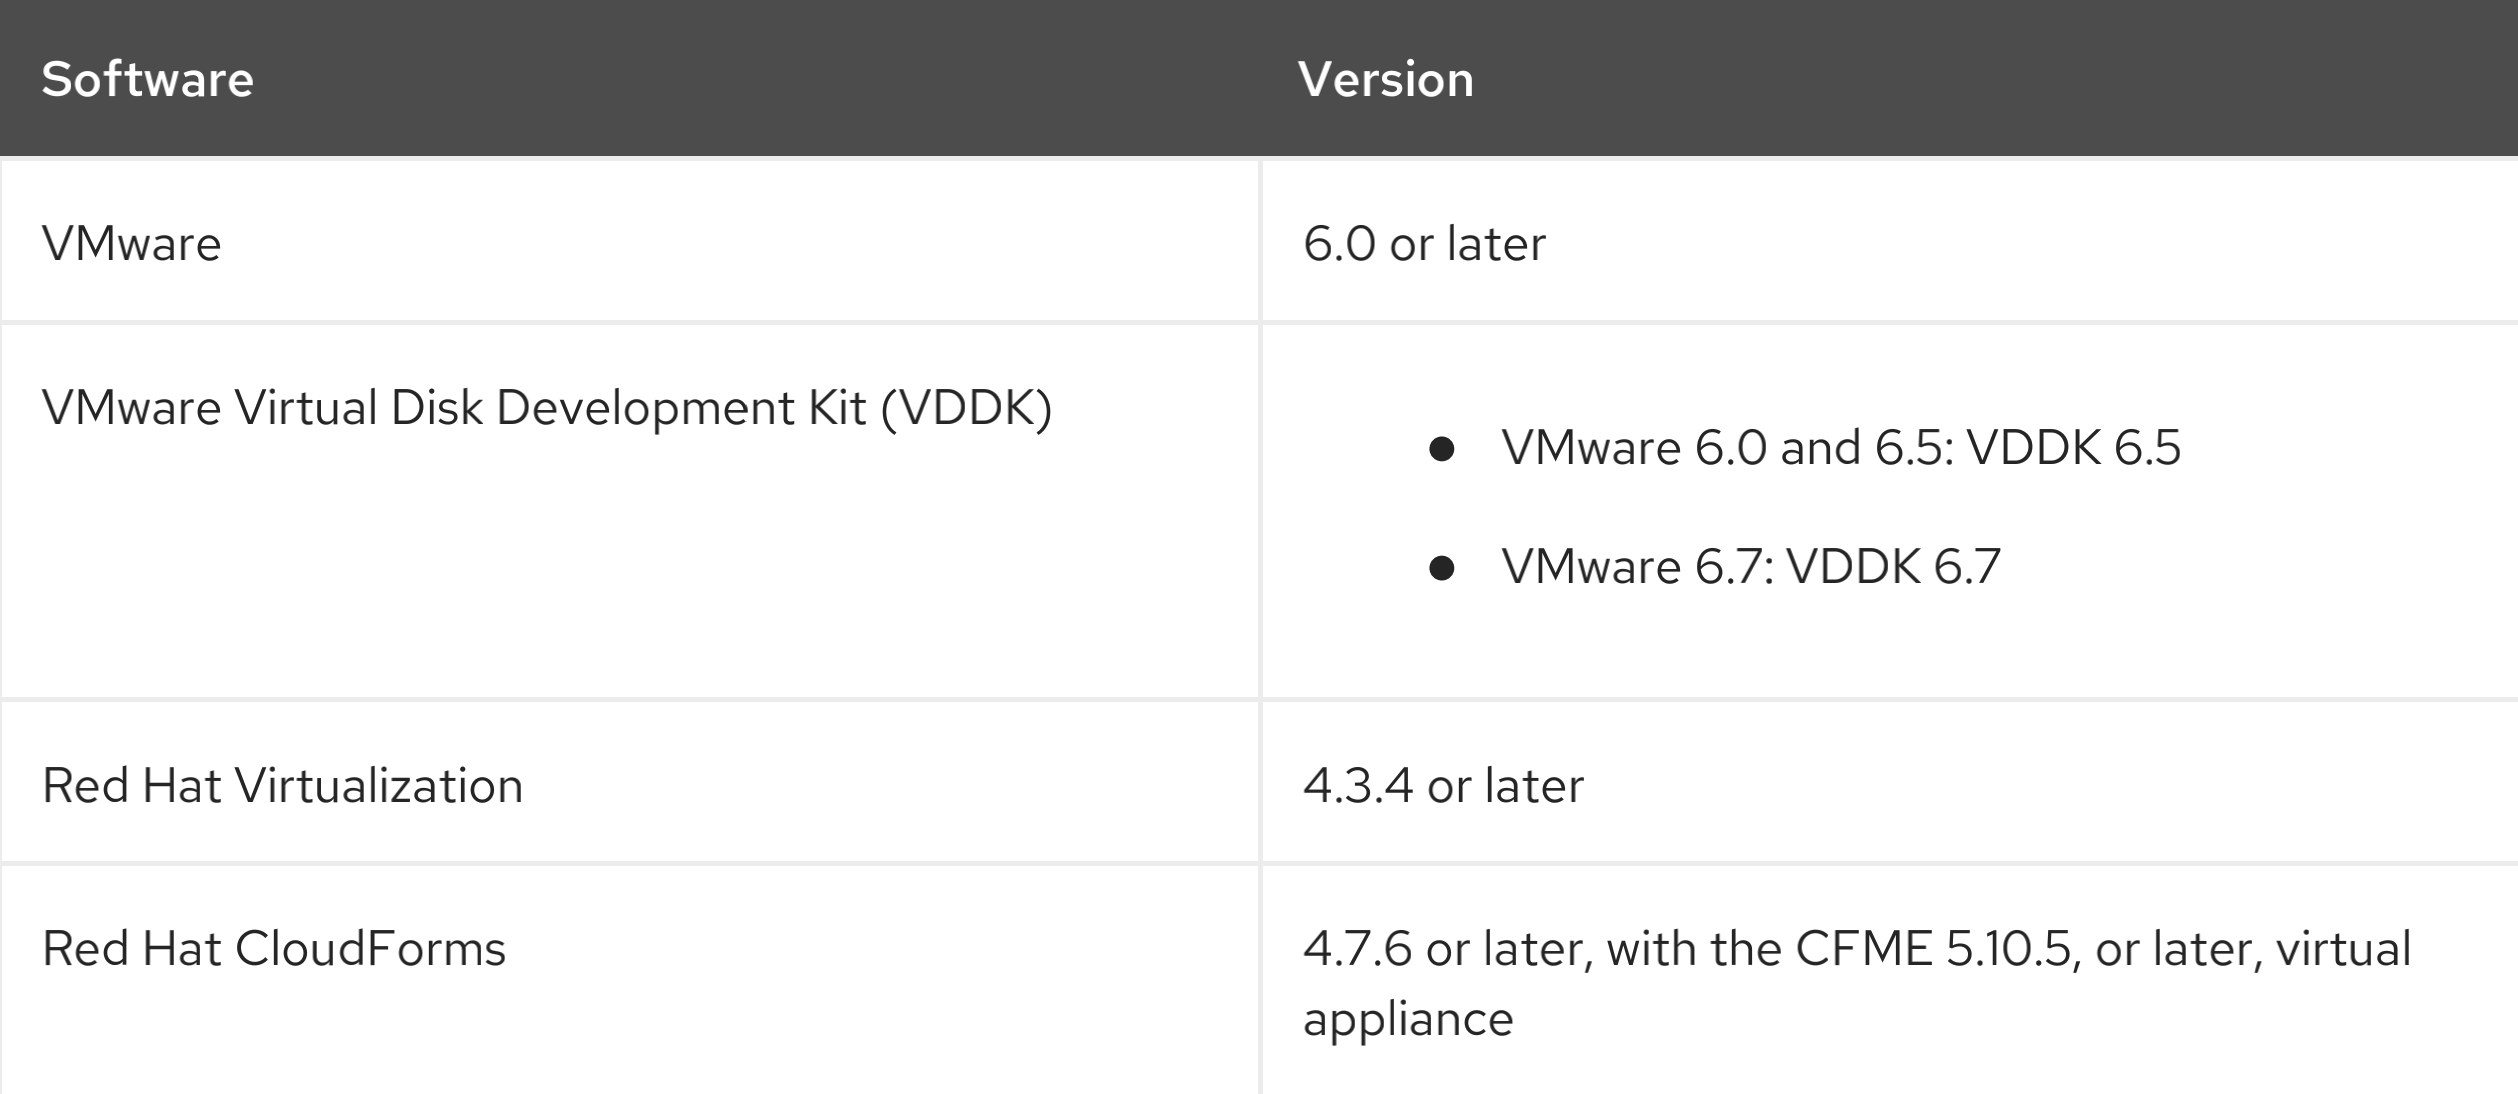 Software Version
VMware 6.0 or later
VMware Virtual Disk Development Kit (VDDK)
● VMware 6.0 and 6.5: VDDK 6.5
● VMware 6.7: VDDK 6.7
Red Hat Virtualization 4.3.4 or later
Red Hat CloudForms 4.7.6 or later, with the CFME 5.10.5, or later, virtual
appliance